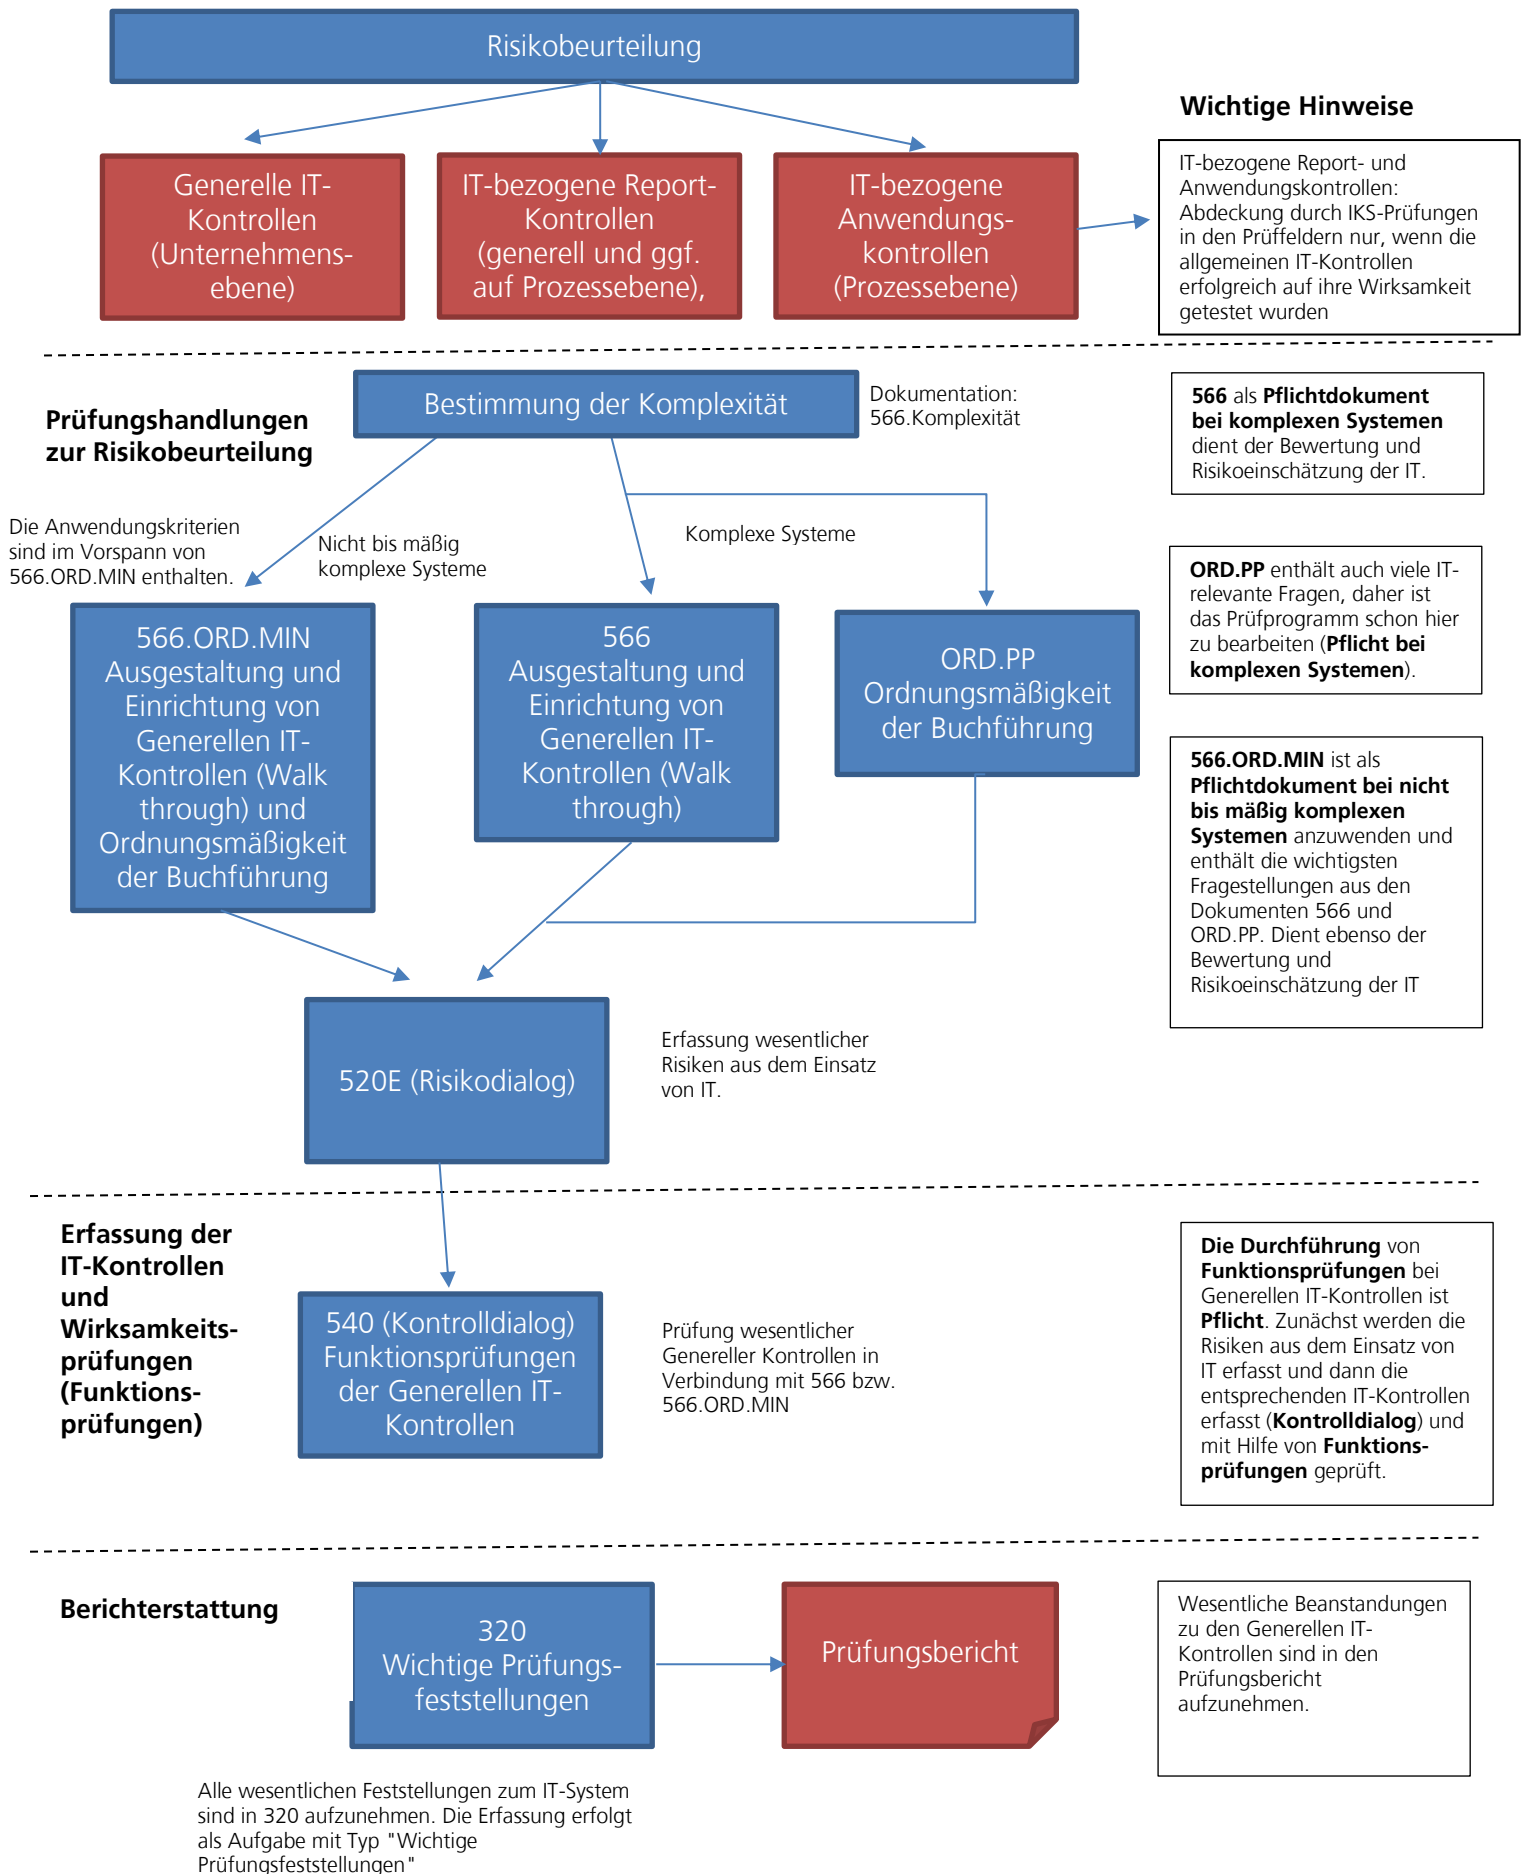 Risikobeurteilung
Wichtige Hinweise
Generelle IT-
Kontrollen
(Unternehmens-
ebene)
IT-bezogene Report-
Kontrollen
(generell und ggf.
auf Prozessebene),
IT-bezogene
Anwendungs-
kontrollen
(Prozessebene)
IT-bezogene Report- und
Anwendungskontrollen:
Abdeckung durch IKS-Prüfungen
in den Prüffeldern nur, wenn die
allgemeinen IT-Kontrollen
erfolgreich auf ihre Wirksamkeit
getestet wurden
Prüfungshandlungen
zur Risikobeurteilung
Bestimmung der Komplexität
Dokumentation:
566.Komplexität
566 als Pflichtdokument
bei komplexen Systemen
dient der Bewertung und
Risikoeinschätzung der IT.
Die Anwendungskriterien
sind im Vorspann von
566.ORD.MIN enthalten.
Nicht bis mäßig
komplexe Systeme
Komplexe Systeme
ORD.PP enthält auch viele IT-
relevante Fragen, daher ist
das Prüfprogramm schon hier
zu bearbeiten (Pflicht bei
komplexen Systemen).
566.ORD.MIN
Ausgestaltung und
Einrichtung von
Generellen IT-
Kontrollen (Walk
through) und
Ordnungsmäßigkeit
der Buchführung
566
Ausgestaltung und
Einrichtung von
Generellen IT-
Kontrollen (Walk
through)
ORD.PP
Ordnungsmäßigkeit
der Buchführung
566.ORD.MIN ist als
Pflichtdokument bei nicht
bis mäßig komplexen
Systemen anzuwenden und
enthält die wichtigsten
Fragestellungen aus den
Dokumenten 566 und
ORD.PP. Dient ebenso der
Bewertung und
Risikoeinschätzung der IT
520E (Risikodialog)
Erfassung wesentlicher
Risiken aus dem Einsatz
von IT.
Erfassung der
IT-Kontrollen
und
Wirksamkeits-
prüfungen
(Funktions-
prüfungen)
540 (Kontrolldialog)
Funktionsprüfungen
der Generellen IT-
Kontrollen
Prüfung wesentlicher
Genereller Kontrollen in
Verbindung mit 566 bzw.
566.ORD.MIN
Die Durchführung von
Funktionsprüfungen bei
Generellen IT-Kontrollen ist
Pflicht. Zunächst werden die
Risiken aus dem Einsatz von
IT erfasst und dann die
entsprechenden IT-Kontrollen
erfasst (Kontrolldialog) und
mit Hilfe von Funktions-
prüfungen geprüft.
Berichterstattung
320
Wichtige Prüfungs-
feststellungen
Prüfungsbericht
Wesentliche Beanstandungen
zu den Generellen IT-
Kontrollen sind in den
Prüfungsbericht
aufzunehmen.
Alle wesentlichen Feststellungen zum IT-System
sind in 320 aufzunehmen. Die Erfassung erfolgt
als Aufgabe mit Typ "Wichtige
Prüfungsfeststellungen"